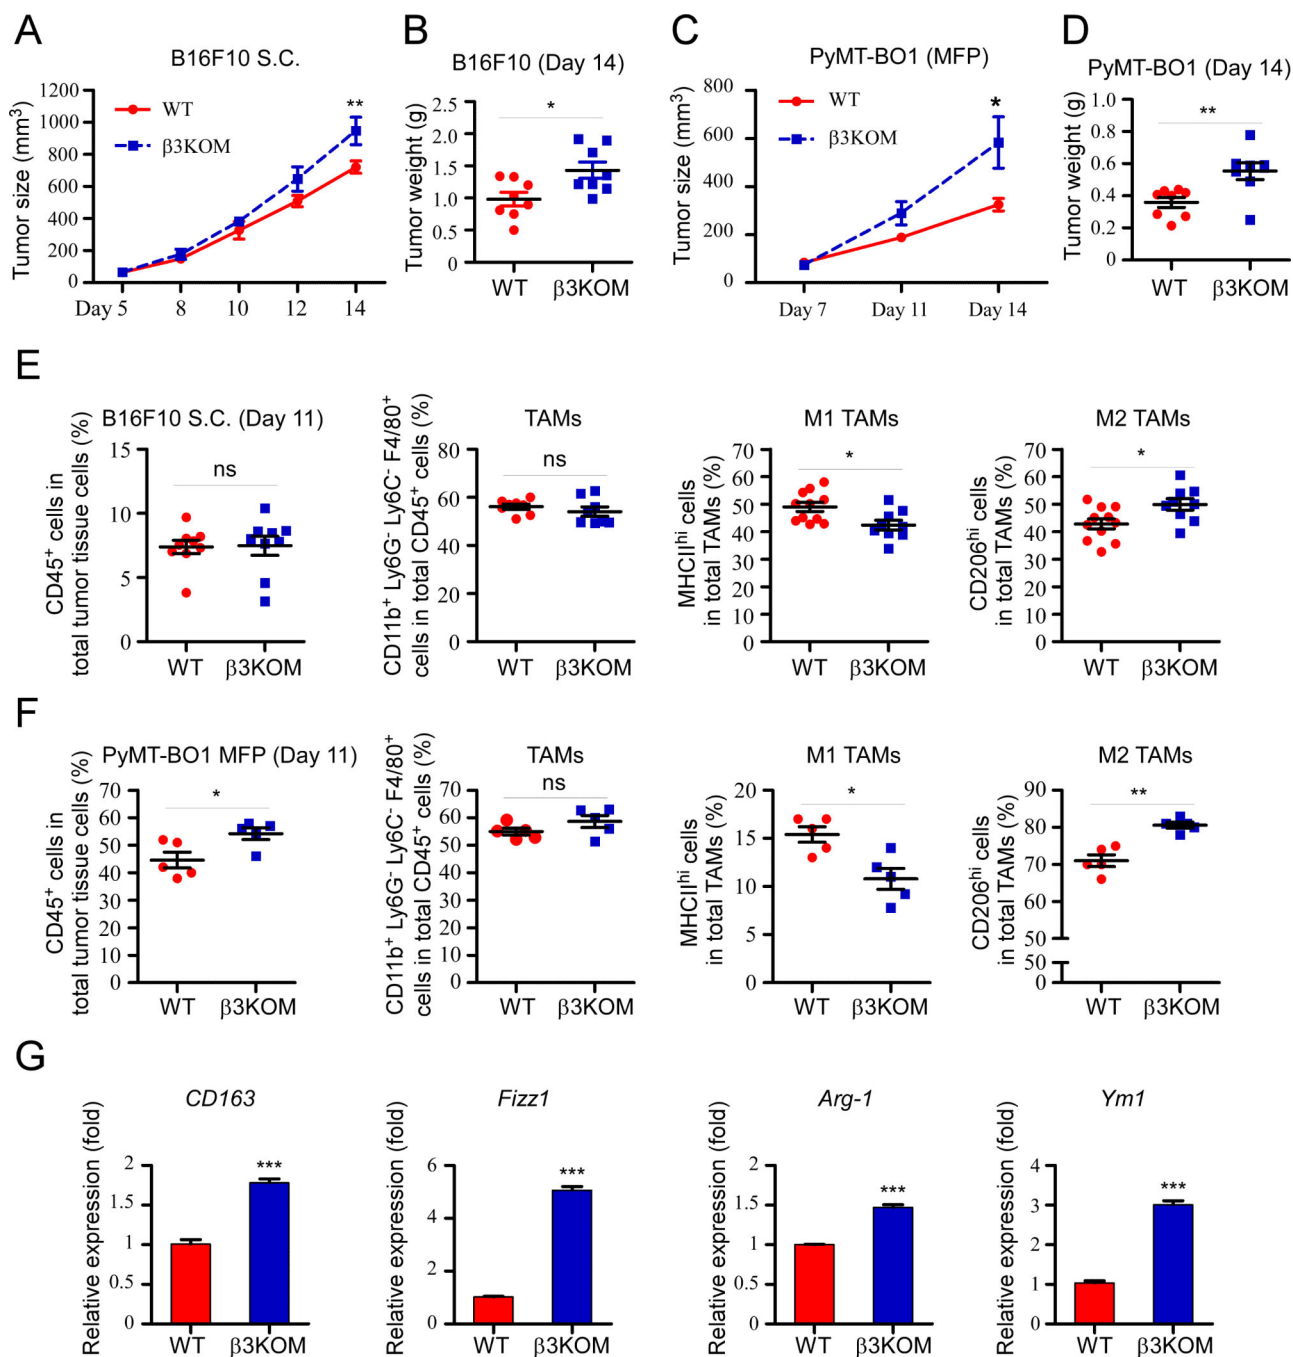 A
B16F10 S.C.
Tumor size (mm³)
1200
1000
800
600
400
200
0
WT
β3KOM
**
Day 5
8
10
12
14
B
B16F10 (Day 14)
Tumor weight (g)
2.5
2.0
1.5
1.0
0.5
0.0
*
WT
β3KOM
C
PyMT-BO1 (MFP)
Tumor size (mm³)
800
600
400
200
0
WT
β3KOM
*
Day 7
Day 11
Day 14
D
PyMT-BO1 (Day 14)
Tumor weight (g)
1.0
0.8
0.6
0.4
0.2
0.0
**
WT
β3KOM
E
B16F10 S.C. (Day 11)
CD45⁺ cells in
total tumor tissue cells (%)
15
10
5
0
ns
WT
β3KOM
TAMs
CD11b⁺ Ly6G⁻ Ly6C⁻ F4/80⁺
cells in total CD45⁺ cells (%)
80
60
40
20
0
ns
WT
β3KOM
M1 TAMs
MHCIIʰⁱ cells
in total TAMs (%)
70
60
50
40
30
20
10
0
*
WT
β3KOM
M2 TAMs
CD206ʰⁱ cells
in total TAMs (%)
70
60
50
40
30
20
10
0
*
WT
β3KOM
F
PyMT-BO1 MFP (Day 11)
CD45⁺ cells in
total tumor tissue cells (%)
70
60
50
40
30
20
10
0
*
WT
β3KOM
TAMs
CD11b⁺ Ly6G⁻ Ly6C⁻ F4/80⁺
cells in total CD45⁺ cells (%)
70
60
50
40
30
20
10
0
ns
WT
β3KOM
M1 TAMs
MHCIIʰⁱ cells
in total TAMs (%)
20
15
10
5
0
*
WT
β3KOM
M2 TAMs
CD206ʰⁱ cells
in total TAMs (%)
90
80
70
60
50
50
0
**
WT
β3KOM
G
CD163
Relative expression (fold)
2
1.5
1
0.5
0
***
WT
β3KOM
Fizz1
Relative expression (fold)
6
4
2
0
***
WT
β3KOM
Arg-1
Relative expression (fold)
2
1.5
1
0.5
0
***
WT
β3KOM
Ym1
Relative expression (fold)
4
3
2
1
0
***
WT
β3KOM